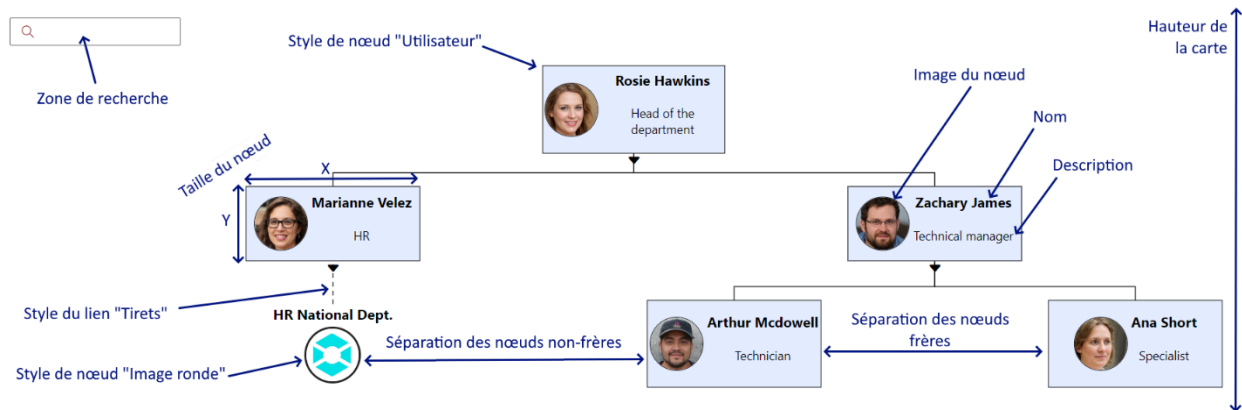 Hauteur de
la carte
Style de nœud "Utilisateur"
Zone de recherche
Rosie Hawkins
Head of the
department
Image du nœud
Nom
Description
Taille du nœud
X
Y
Marianne Velez
HR
Zachary James
Technical manager
Style du lien "Tirets"
HR National Dept.
Séparation des nœuds non-frères
Arthur Mcdowell
Technician
Séparation des nœuds
frères
Ana Short
Specialist
Style de nœud "Image ronde"